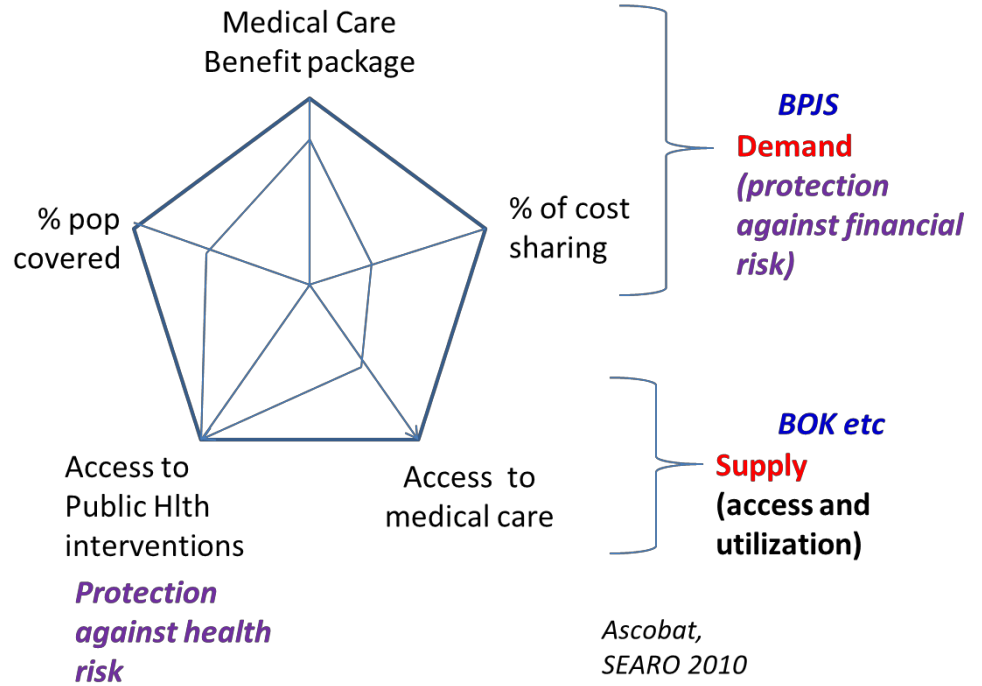 Medical Care
Benefit package
% pop
covered
% of cost
sharing
BPJS
Demand
(protection
against financial
risk)
Access to
Public Hlth
interventions
Protection
against health
risk
Access to
medical care
BOK etc
Supply
(access and
utilization)
Ascobat,
SEARO 2010